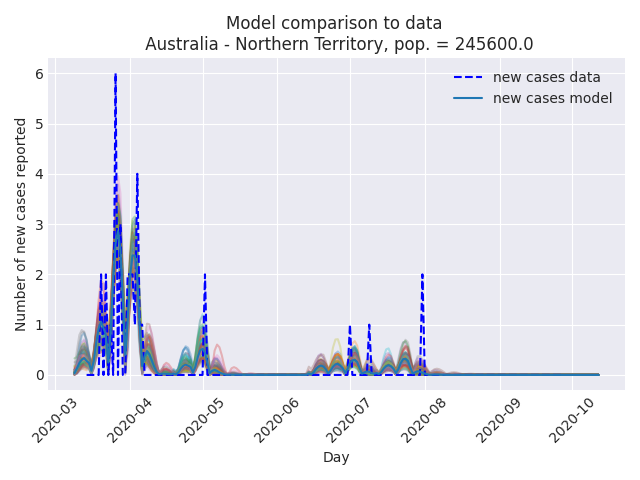 Model comparison to data
Australia - Northern Territory, pop. = 245600.0
new cases data
new cases model
Number of new cases reported
6
5
4
3
2
1
0
2020-03
2020-04
2020-05
2020-06
2020-07
2020-08
2020-09
2020-10
Day